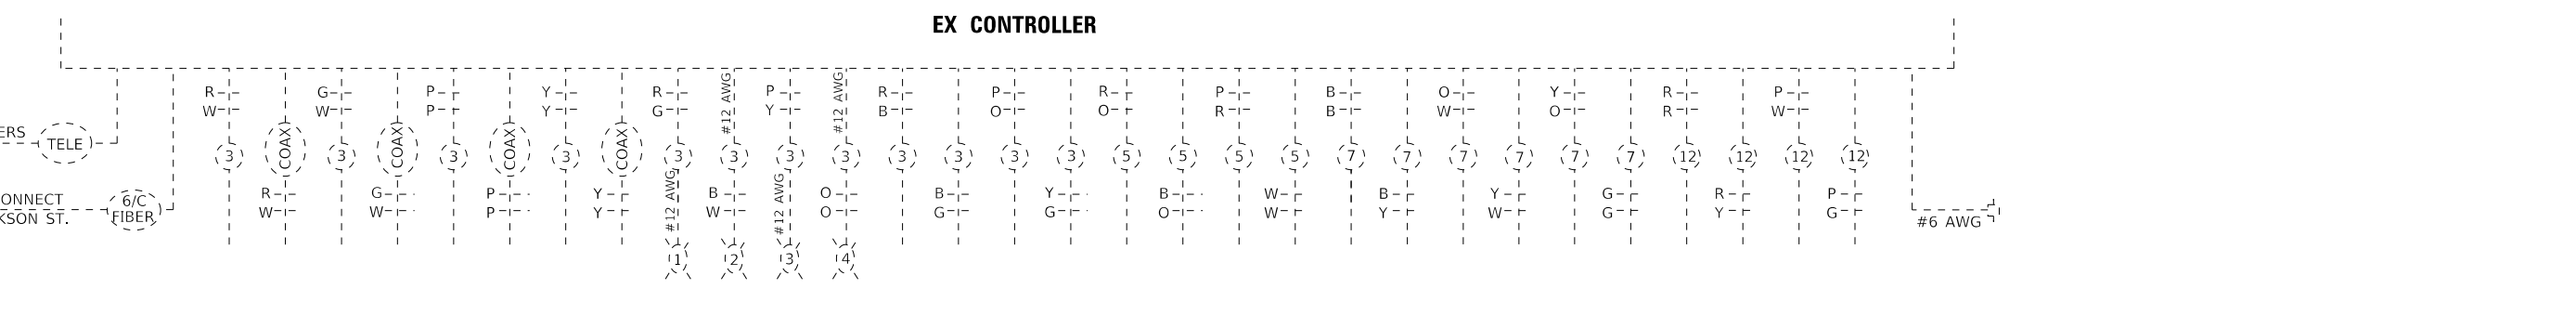 EX CONTROLLER
R G P Y R #12 AWG P #12 AWG R P R P B O Y R P
W W P Y G Y B O O R B W O R W
ERS TELE COAX COAX COAX COAX
3 3 3 3 3 3 3 3 3 3 3 3 5 5 5 5 7 7 7 7 7 7 12 12 12 12
ONNECT 6/C R G P Y #12 AWG B #12 AWG O B Y B W B Y G R P
KSON ST. FIBER W W P Y W O G G O W Y W G Y G #6 AWG
1 2 3 4